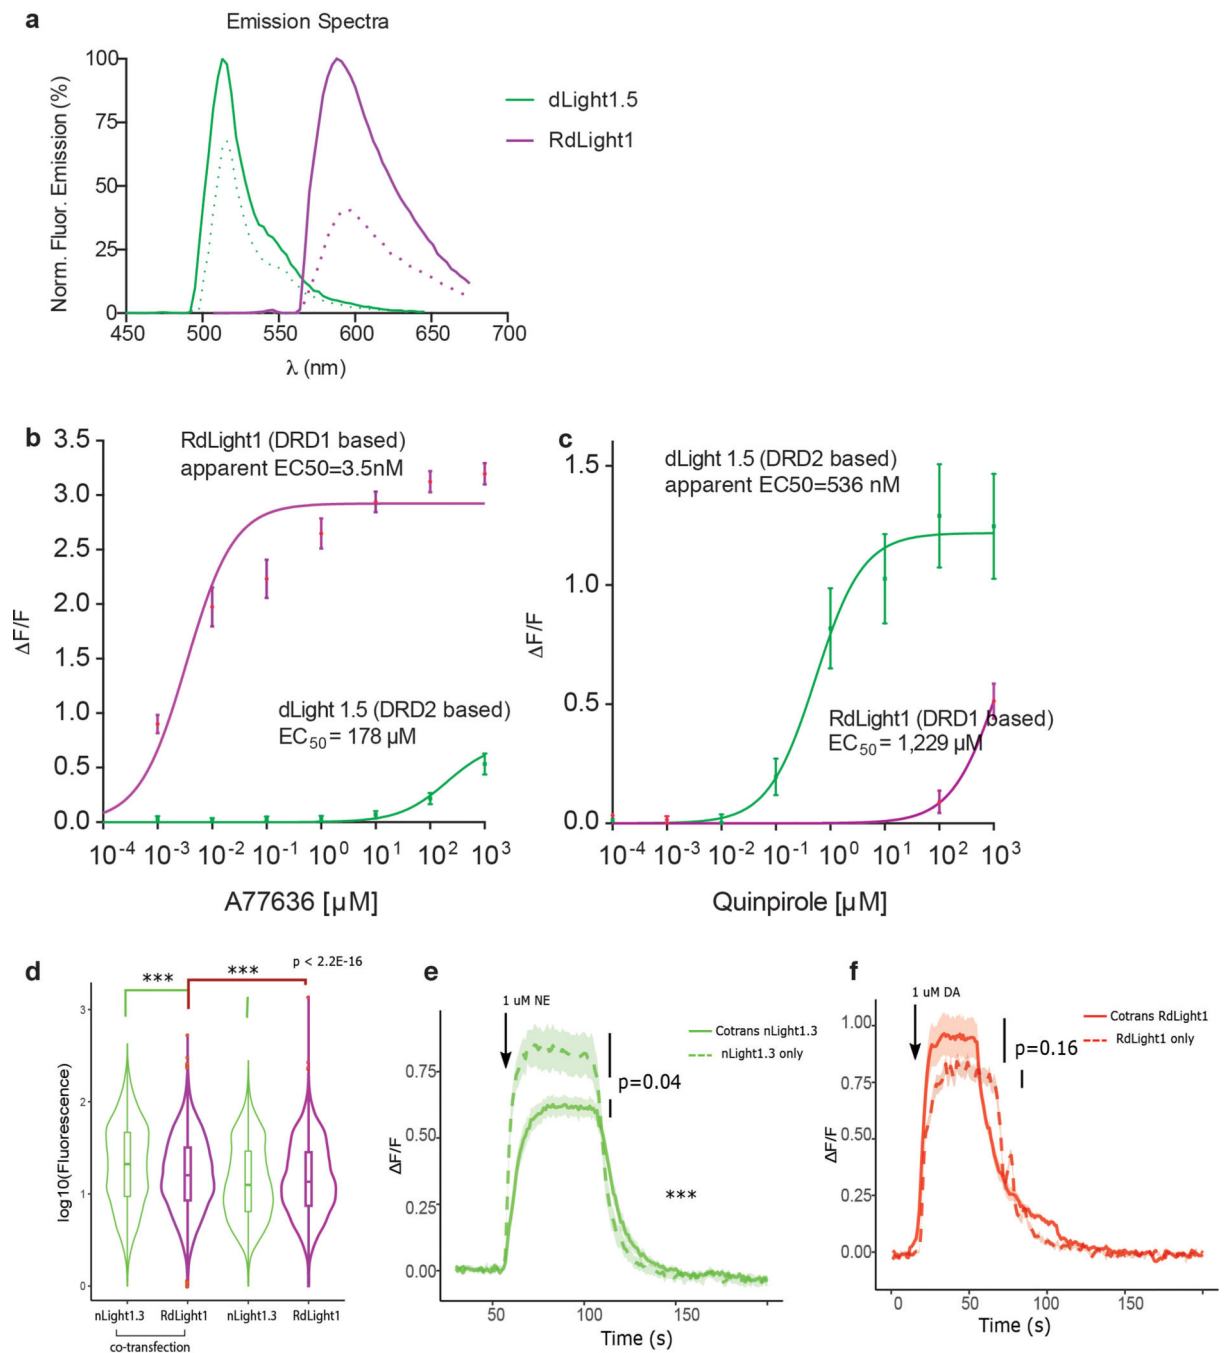 a
Emission Spectra
Norm. Fluor. Emission (%)
100
75
50
25
0
450 500 550 600 650 700
λ (nm)
dLight1.5
RdLight1
b
ΔF/F
3.5
3.0
2.5
2.0
1.5
1.0
0.5
0.0
RdLight1 (DRD1 based)
apparent EC50=3.5nM
dLight 1.5 (DRD2 based)
EC50 = 178 µM
10-4 10-3 10-2 10-1 100 101 102 103
A77636 [µM]
c
ΔF/F
1.5
1.0
0.5
0.0
dLight 1.5 (DRD2 based)
apparent EC50=536 nM
RdLight1 (DRD1 based)
EC50 = 1,229 µM
10-4 10-3 10-2 10-1 100 101 102 103
Quinpirole [µM]
d
*** *** p < 2.2E-16
log10(Fluorescence)
3
2
1
0
nLight1.3 RdLight1 nLight1.3 RdLight1
co-transfection
e
1 uM NE
Cotrans nLight1.3
nLight1.3 only
p=0.04
***
ΔF/F
0.75
0.50
0.25
0.00
50 100 150
Time (s)
f
1 uM DA
Cotrans RdLight1
RdLight1 only
p=0.16
ΔF/F
1.00
0.75
0.50
0.25
0.00
0 50 100 150
Time (s)